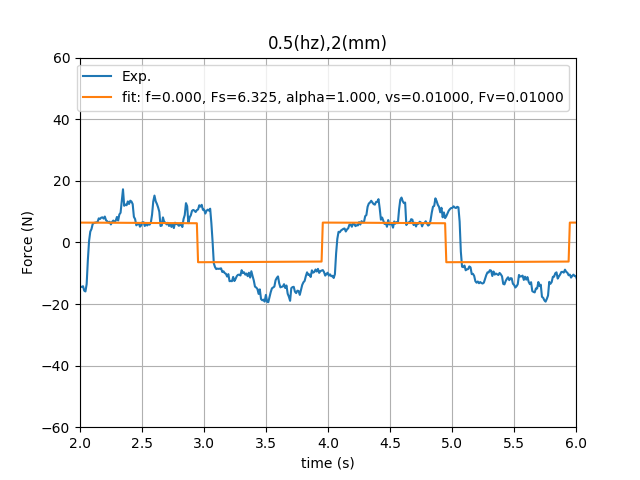 0.5(hz),2(mm)
60
40
20
0
−20
−40
−60
Force (N)
Exp.
fit: f=0.000, Fs=6.325, alpha=1.000, vs=0.01000, Fv=0.01000
2.0 2.5 3.0 3.5 4.0 4.5 5.0 5.5 6.0
time (s)